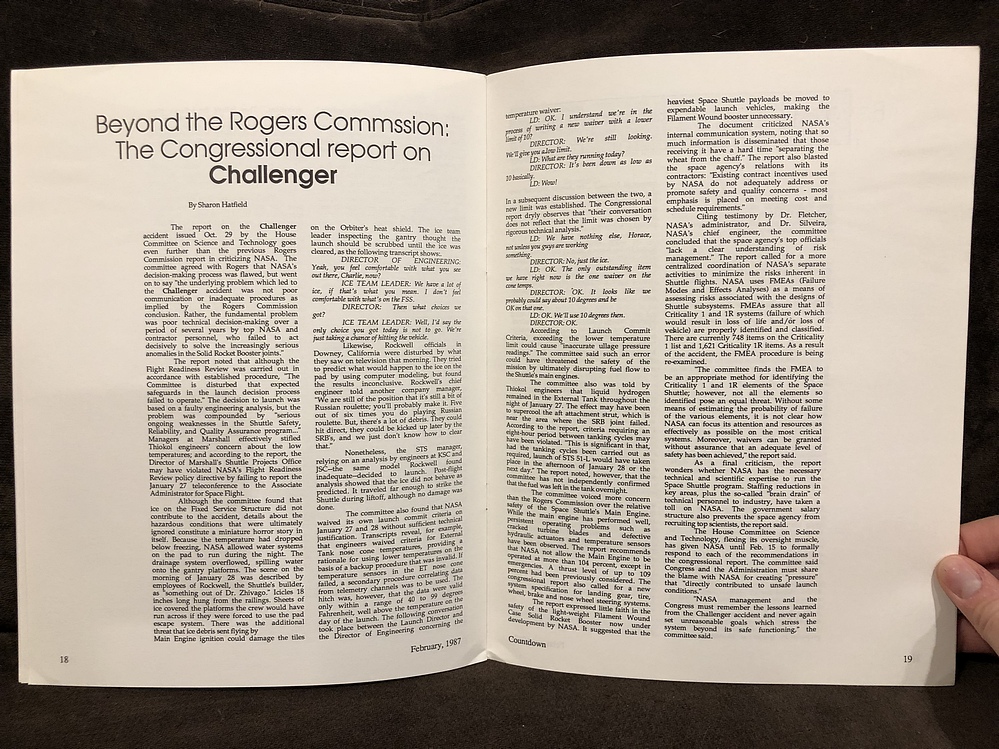 Beyond the Rogers Commssion:
The Congressional report on
Challenger
By Sharon Hatfield
The report on the Challenger
accident issued Oct. 29 by the House
Committee on Science and Technology goes
even further than the previous Rogers
Commission report in criticizing NASA. The
committee agreed with Rogers that NASA's
decision-making process was flawed, but went
on to say "the underlying problem which led to
the Challenger accident was not poor
communication or inadequate procedures as
implied by the Rogers Commission
conclusion. Rather, the fundamental problem
was poor technical decision-making over a
period of several years by top NASA and
contractor personnel, who failed to act
decisively to solve the increasingly serious
anomalies in the Solid Rocket Booster joints."
The report noted that although the
Flight Readiness Review was carried out in
accordance with established procedure, "The
Committee is disturbed that expected
safeguards in the launch decision process
failed to operate." The decision to launch was
based on a faulty engineering analysis, but the
problem was compounded by "serious
ongoing weaknesses in the Shuttle Safety,
Reliability, and Quality Assurance program..."
Managers at Marshall effectively stifled
Thiokol engineers' concern about the low
temperatures; and according to the report, the
Director of Marshall's Shuttle Projects Office
may have violated NASA's Flight Readiness
Review policy directive by failing to report the
January 27 teleconference to the Associate
Administrator for Space Flight.
Although the committee found that
ice on the Fixed Service Structure did not
contribute to the accident, details about the
hazardous conditions that were ultimately
ignored constitute a miniature horror story in
itself. Because the temperature had dropped
below freezing, NASA allowed water systems
on the pad to run during the night. The
drainage system overflowed, spilling water
onto the gantry platforms. The scene on the
morning of January 28 was described by
employees of Rockwell, the Shuttle's builder,
as "something out of Dr. Zhivago." Icicles 18
inches long hung from the railings. Sheets of
ice covered the platforms the crew would have
run across if they were forced to use the pad
escape system. There was the additional
threat that ice debris sent flying by
Main Engine ignition could damage the tiles
on the Orbiter's heat shield. The ice team
leader inspecting the gantry thought the
launch should be scrubbed until the ice was
cleared, as the following transcript shows:
DIRECTOR OF ENGINEERING:
Yeah, you feel comfortable with what you see
out there, Charlie, now?
ICE TEAM LEADER: We have a lot of
ice, if that's what you mean. I don't feel
comfortable with what's on the FSS.
DIRECTOR: Then what choices we
got?
ICE TEAM LEADER: Well, I'd say the
only choice you got today is not to go. We're
just taking a chance of hitting the vehicle.
Likewise, Rockwell officials in
Downey, California were disturbed by what
they saw on television that morning. They tried
to predict what would happen to the ice on the
pad by using computer modeling, but found
the results inconclusive. Rockwell's chief
engineer told another company manager,
"We are still of the position that it's still a bit of
Russian roulette; you'll probably make it. Five
out of six times you do playing Russian
roulette. But, there's a lot of debris. They could
hit direct, they could be kicked up later by the
SRB's, and we just don't know how to clear
that."
Nonetheless, the STS manager,
relying on an analysis by engineers at KSC and
JSC—the same model Rockwell found
inadequate—decided to launch. Post-flight
analysis showed that the ice did not behave as
predicted. It traveled far enough to strike the
Shuttle during liftoff, although no damage was
done.
The committee also found that NASA
waived its own launch commit criteria on
January 27 and 28 without sufficient technical
justification. Transcripts reveal, for example,
that engineers waived criteria for External
Tank nose cone temperatures, providing a
rationale for using lower temperatures on the
basis of a backup procedure that was invalid. If
temperature sensors in the ET nose cone
failed, a secondary procedure correlating data
from telemetry channels was to be used. The
hitch was, however, that the data were valid
only within a range of 40 to 99 degrees
Fahrenheit, well above the temperature on the
day of the launch. The following conversation
took place between the Launch Director and
the Director of Engineering concerning the
18
February, 1987
temperature waiver:
LD: OK. I understand we're in the
process of writing a new waiver with a lower
limit of 10?
DIRECTOR: We're still looking.
We'll give you a low limit.
LD: What are they running today?
DIRECTOR: It's been down as low as
10 basically.
LD: Wow!
In a subsequent discussion between the two, a
new limit was established. The Congressional
report dryly observes that "their conversation
does not reflect that the limit was chosen by
rigorous technical analysis."
LD: We have nothing else, Horace,
not unless you guys are working
something.
DIRECTOR: No, just the ice.
LD: OK. The only outstanding item
we have right now is the one waiver on the
cone temps.
DIRECTOR: OK. It looks like we
probably could say about 10 degrees and be
OK on that one.
LD: OK. We'll use 10 degrees then.
DIRECTOR: OK.
According to Launch Commit
Criteria, exceeding the lower temperature
limit could cause "inaccurate ullage pressure
readings." The committee said such an error
could have threatened the safety of the
mission by ultimately disrupting fuel flow to
the Shuttle's main engines.
The committee also was told by
Thiokol engineers that liquid hydrogen
remained in the External Tank throughout the
night of January 27. The effect may have been
to supercool the aft attachment strut, which is
near the area where the SRB joint failed.
According to the report, criteria requiring an
eight-hour period between tanking cycles may
have been violated. "This is significant in that,
had the tanking cycles been carried out as
required, launch of STS 51-L would have taken
place in the afternoon of January 28 or the
next day." The report noted, however, that the
committee has not independently confirmed
that the fuel was left in the tank overnight.
The committee voiced more concern
than the Rogers Commission over the relative
safety of the Space Shuttle's Main Engine.
While the main engine has performed well,
persistent operating problems such as
cracked turbine blades and defective
hydraulic actuators and temperature sensors
have been observed. The report recommends
that NASA not allow the Main Engine to be
operated at more than 104 percent, except in
emergencies. A thrust level of up to 109
percent had been previously considered. The
congressional report also called for a new
specification for landing gear, tire,
wheel, brake and nose wheel steering systems.
The report expressed little faith in the
safety of the light-weight Filament Wound
Case Solid Rocket Booster now under
development by NASA. It suggested that the
Countdown
heaviest Space Shuttle payloads be moved to
expendable launch vehicles, making the
Filament Wound booster unnecessary.
The document criticized NASA's
internal communication system, noting that so
much information is disseminated that those
receiving it have a hard time "separating the
wheat from the chaff." The report also blasted
the space agency's relations with its
contractors: "Existing contract incentives used
by NASA do not adequately address or
promote safety and quality concerns - most
emphasis is placed on meeting cost and
schedule requirements."
Citing testimony by Dr. Fletcher,
NASA's administrator, and Dr. Silveira,
NASA's chief engineer, the committee
concluded that the space agency's top officials
"lack a clear understanding of risk
management." The report called for a more
centralized coordination of NASA's separate
activities to minimize the risks inherent in
Shuttle flights. NASA uses FMEAs (Failure
Modes and Effects Analyses) as a means of
assessing risks associated with the designs of
Shuttle subsystems. FMEAs assure that all
Criticality 1 and 1R systems (failure of which
would result in loss of life and/or loss of
vehicle) are properly identified and classified.
There are currently 748 items on the Criticality
1 list and 1,621 Criticality 1R items. As a result
of the accident, the FMEA procedure is being
re-examined.
"The committee finds the FMEA to
be an appropriate method for identifying the
Criticality 1 and 1R elements of the Space
Shuttle; however, not all the elements so
identified pose an equal threat. Without some
means of estimating the probability of failure
of the various elements, it is not clear how
NASA can focus its attention and resources as
effectively as possible on the most critical
systems. Moreover, waivers can be granted
without assurance that an adequate level of
safety has been achieved," the report said.
As a final criticism, the report
wonders whether NASA has the necessary
technical and scientific expertise to run the
Space Shuttle program. Staffing reductions in
key areas, plus the so-called "brain drain" of
technical personnel to industry, have taken a
toll on NASA. The government salary
structure also prevents the space agency from
recruiting top scientists, the report said.
The House Committee on Science
and Technology, flexing its oversight muscle,
has given NASA until Feb. 15 to formally
respond to each of the recommendations in
the congressional report. The committee said
Congress and the Administration must share
the blame with NASA for creating "pressure"
that "directly contributed to unsafe launch
conditions."
"NASA management and the
Congress must remember the lessons learned
from the Challenger accident and never again
set unreasonable goals which stress the
system beyond its safe functioning," the
committee said.
19